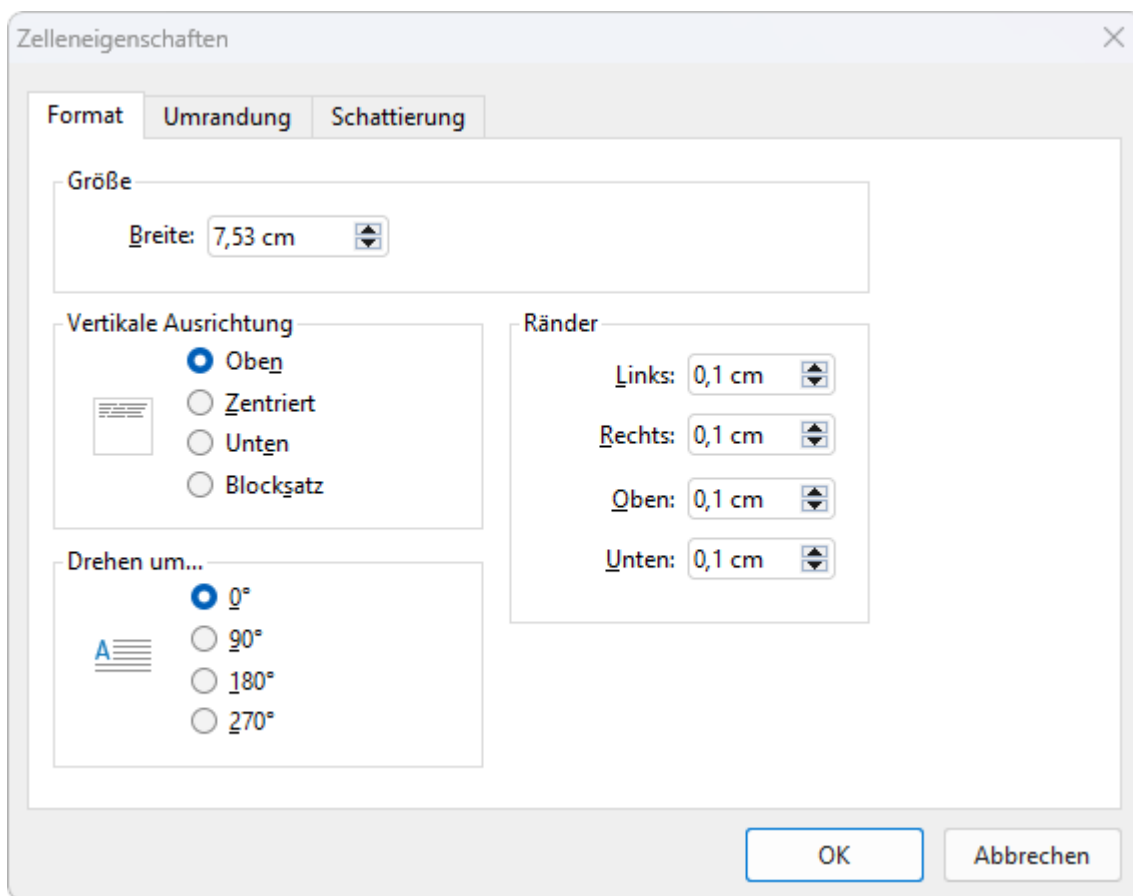 Zelleneigenschaften
Format Umrandung Schattierung
Größe
Breite: 7,53 cm
Vertikale Ausrichtung
Oben
Zentriert
Unten
Blocksatz
Ränder
Links: 0,1 cm
Rechts: 0,1 cm
Oben: 0,1 cm
Unten: 0,1 cm
Drehen um...
A
0°
90°
180°
270°
OK Abbrechen